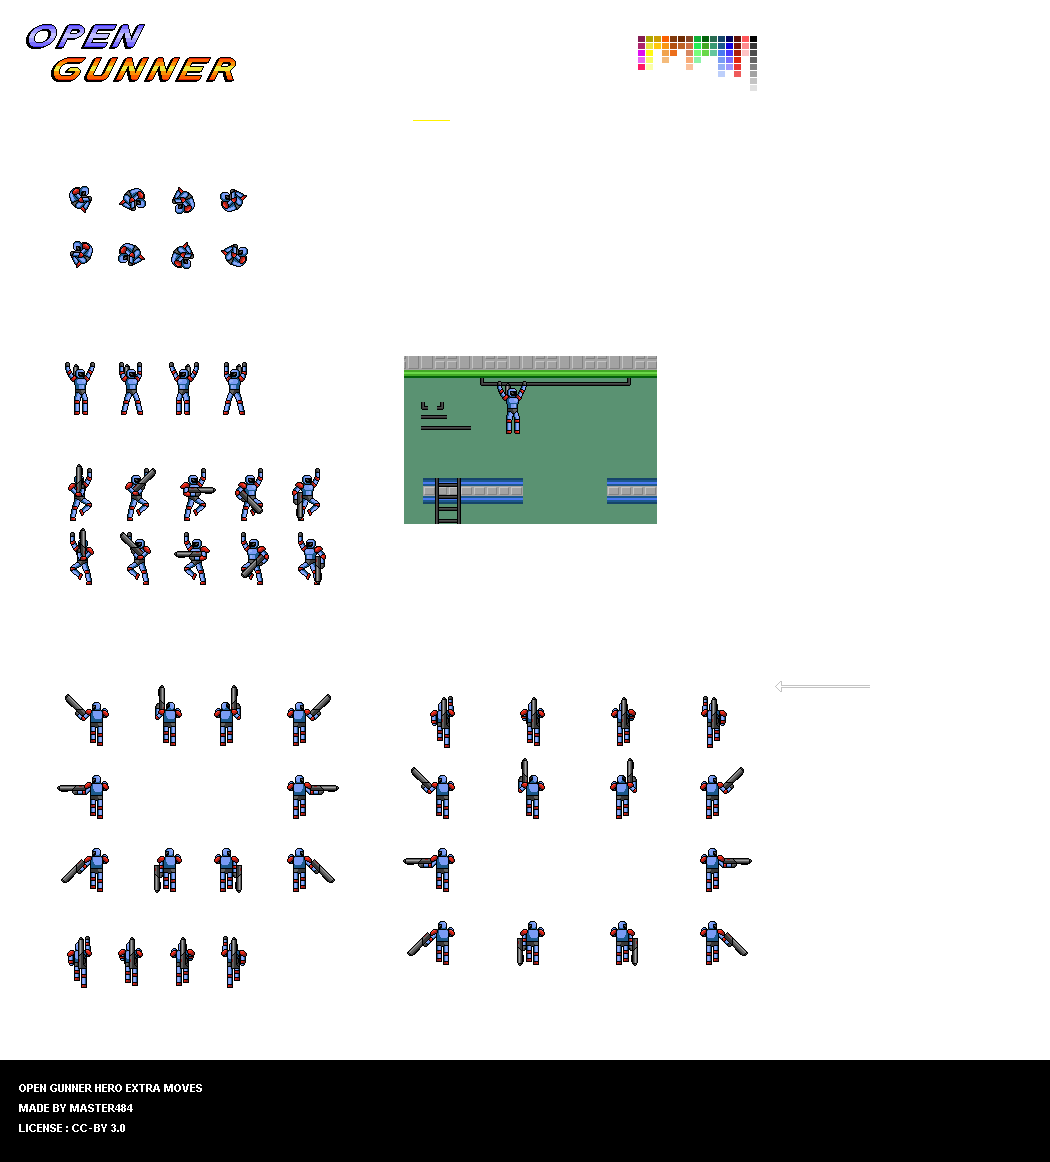 OPEN
GUNNER
OPEN GUNNER HERO EXTRA MOVES
MADE BY MASTER484
LICENSE : CC-BY 3.0